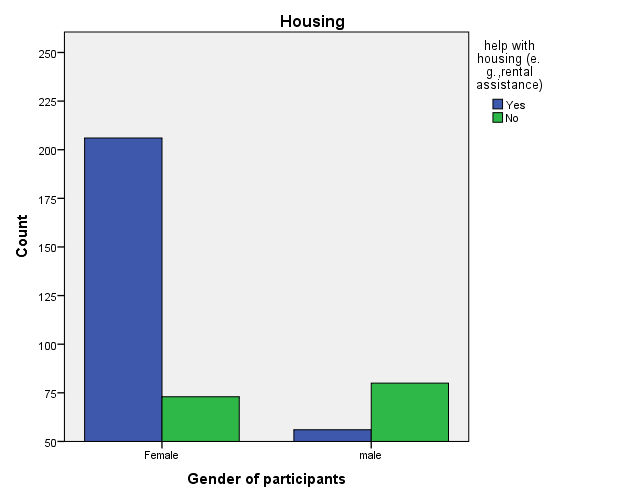 Housing
250
225
200
175
150
125
100
75
50
Count
Female
male
Gender of participants
help with
housing (e.
g.,rental
assistance)
Yes
No